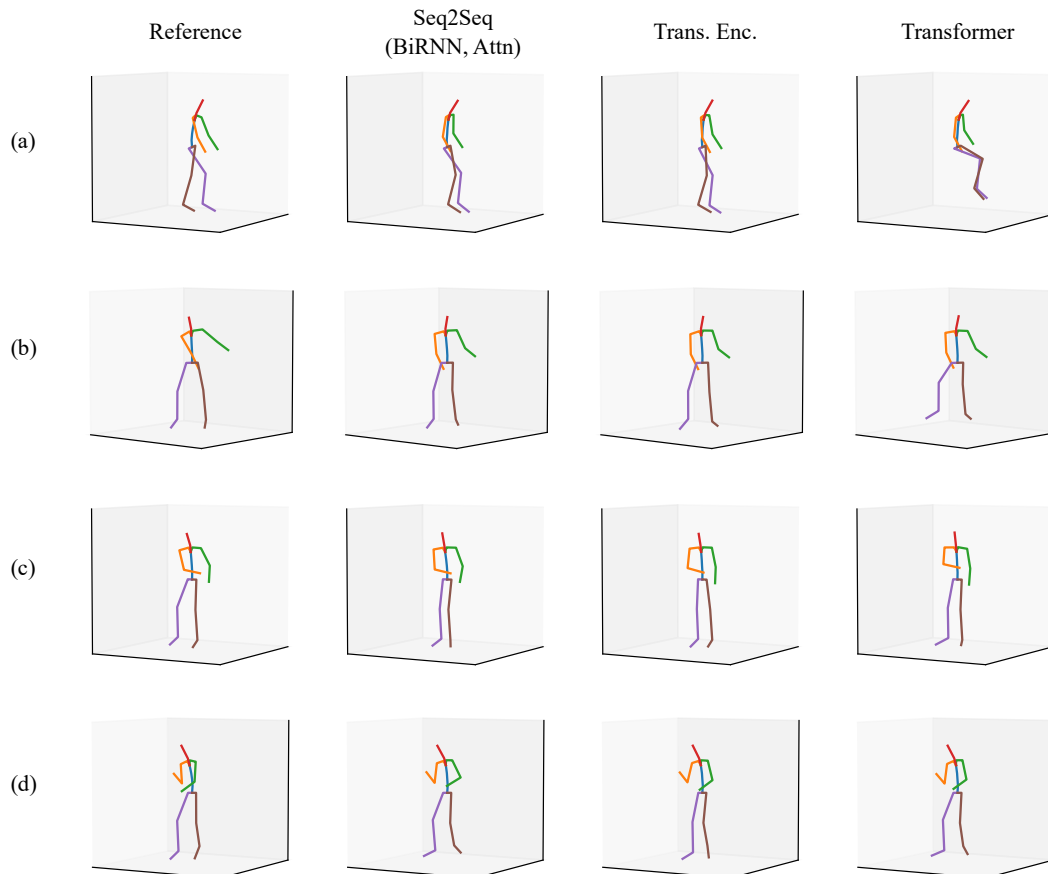 Reference
Seq2Seq
(BiRNN, Attn)
Trans. Enc.
Transformer
(a)
(b)
(c)
(d)